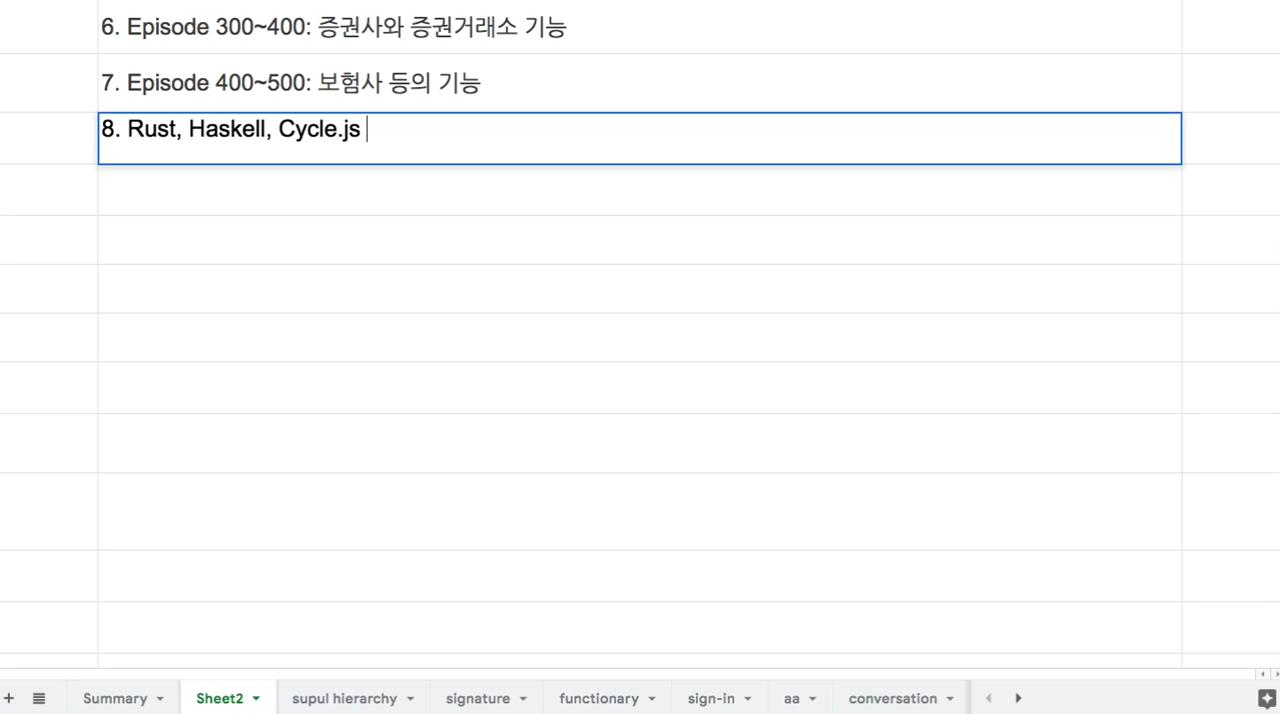 6. Episode 300~400: 증권사와 증권거래소 기능
7. Episode 400~500: 보험사 등의 기능
8. Rust, Haskell, Cycle.js
+ Summary Sheet2 supul hierarchy signature functionary sign-in aa conversation